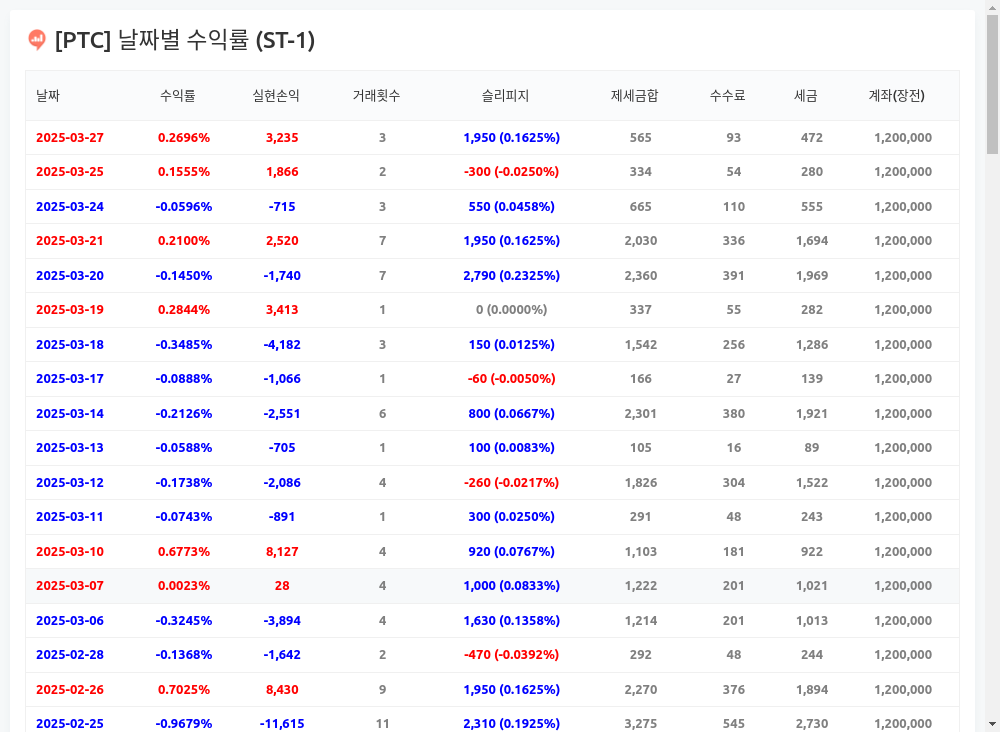 [PTC] 날짜별 수익률 (ST-1)
날짜 수익률 실현손익 거래횟수 슬리피지 제세금합 수수료 세금 계좌(장전)
2025-03-27 0.2696% 3,235 3 1,950 (0.1625%) 565 93 472 1,200,000
2025-03-25 0.1555% 1,866 2 -300 (-0.0250%) 334 54 280 1,200,000
2025-03-24 -0.0596% -715 3 550 (0.0458%) 665 110 555 1,200,000
2025-03-21 0.2100% 2,520 7 1,950 (0.1625%) 2,030 336 1,694 1,200,000
2025-03-20 -0.1450% -1,740 7 2,790 (0.2325%) 2,360 391 1,969 1,200,000
2025-03-19 0.2844% 3,413 1 0 (0.0000%) 337 55 282 1,200,000
2025-03-18 -0.3485% -4,182 3 150 (0.0125%) 1,542 256 1,286 1,200,000
2025-03-17 -0.0888% -1,066 1 -60 (-0.0050%) 166 27 139 1,200,000
2025-03-14 -0.2126% -2,551 6 800 (0.0667%) 2,301 380 1,921 1,200,000
2025-03-13 -0.0588% -705 1 100 (0.0083%) 105 16 89 1,200,000
2025-03-12 -0.1738% -2,086 4 -260 (-0.0217%) 1,826 304 1,522 1,200,000
2025-03-11 -0.0743% -891 1 300 (0.0250%) 291 48 243 1,200,000
2025-03-10 0.6773% 8,127 4 920 (0.0767%) 1,103 181 922 1,200,000
2025-03-07 0.0023% 28 4 1,000 (0.0833%) 1,222 201 1,021 1,200,000
2025-03-06 -0.3245% -3,894 4 1,630 (0.1358%) 1,214 201 1,013 1,200,000
2025-02-28 -0.1368% -1,642 2 -470 (-0.0392%) 292 48 244 1,200,000
2025-02-26 0.7025% 8,430 9 1,950 (0.1625%) 2,270 376 1,894 1,200,000
2025-02-25 -0.9679% -11,615 11 2,310 (0.1925%) 3,275 545 2,730 1,200,000